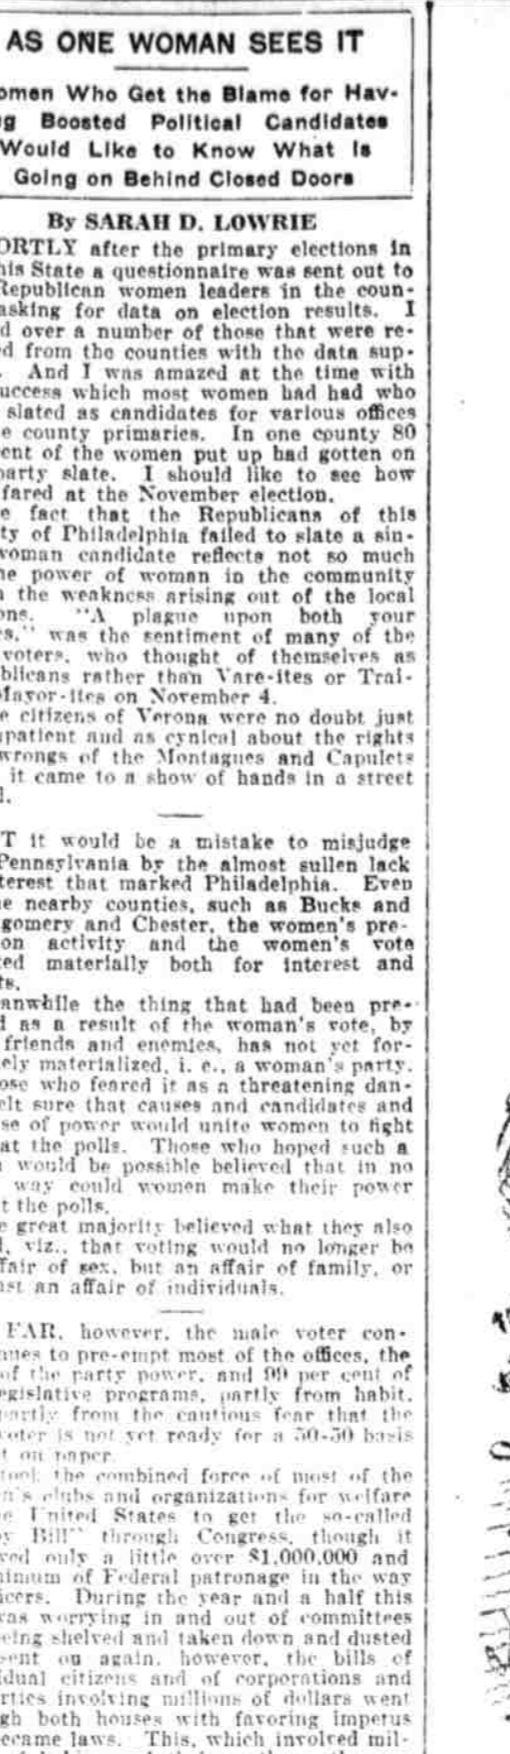 AS ONE WOMAN SEES IT
omen Who Get the Blame for Hav-
g Boosted Political Candidates
Would Like to Know What Is
Going on Behind Closed Doors
By SARAH D. LOWRIE
ORTLY after the primary elections in
his State a questionnaire was sent out to
Republican women leaders in the coun-
asking for data on election results. I
d over a number of those that were re-
d from the counties with the data sup-
. And I was amazed at the time with
uccess which most women had had who
slated as candidates for various offices
e county primaries. In one county 80
ent of the women put up had gotten on
party slate. I should like to see how
fared at the November election.
e fact that the Republicans of this
ty of Philadelphia failed to slate a sin-
woman candidate reflects not so much
he power of woman in the community
n the weakness arising out of the local
ons. "A plague upon both your
s," was the sentiment of many of the
voters, who thought of themselves as
blicans rather than Vare-ites or Trai-
Mayor-ites on November 4.
e citizens of Verona were no doubt just
patient and as cynical about the rights
wrongs of the Montagues and Capulets
it came to a show of hands in a street
l.
T it would be a mistake to misjudge
Pennsylvania by the almost sullen lack
terest that marked Philadelphia. Even
e nearby counties, such as Bucks and
gomery and Chester, the women's pre-
on activity and the women's vote
ted materially both for interest and
ts.
anwhile the thing that had been pre-
d as a result of the woman's vote, by
friends and enemies, has not yet for-
ely materialized, i. e., a woman's party.
ose who feared it as a threatening dan-
elt sure that causes and candidates and
se of power would unite women to fight
at the polls. Those who hoped such a
would be possible believed that in no
way could women make their power
t the polls.
e great majority believed what they also
d, viz., that voting would no longer be
fair of sex, but an affair of family, or
ast an affair of individuals.
FAR, however, the male voter con-
nues to pre-empt most of the offices, the
of the party power, and 99 per cent of
egislative programs, partly from habit,
partly from the cautious fear that the
voter is not yet ready for a 50-50 basis
t on paper.
took the combined force of most of the
n's clubs and organizations for welfare
e United States to get the so-called
y Bill" through Congress, though it
ved only a little over $1,000,000 and
nimum of Federal patronage in the way
icers. During the year and a half this
was worrying in and out of committees
eing shelved and taken down and dusted
sent on again, however, the bills of
idual citizens and of corporations and
rties involving millions of dollars went
gh both houses with favoring impetus
ecame laws. This, which involved mil-